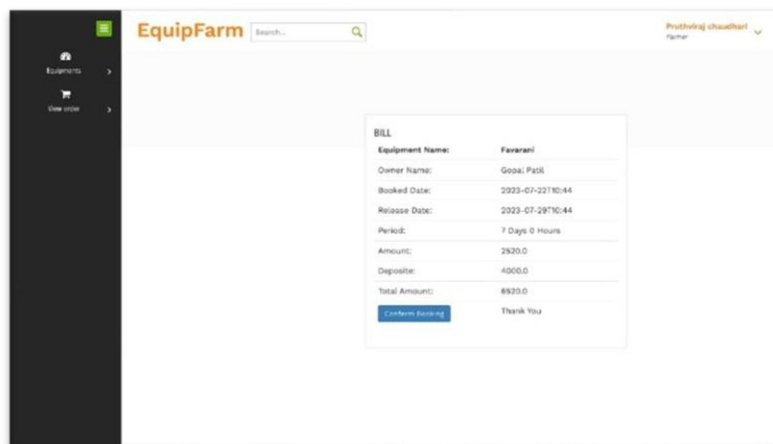 EquipFarm
Search..
Pruthviraj chaudhari
Farmer
Equipments
View order
BILL
Equipment Name: Favarani
Owner Name: Gopal Patil
Booked Date: 2023-07-22T10:44
Release Date: 2023-07-29T10:44
Period: 7 Days 0 Hours
Amount: 2520.0
Deposite: 4000.0
Total Amount: 6520.0
Confirm Booking Thank You